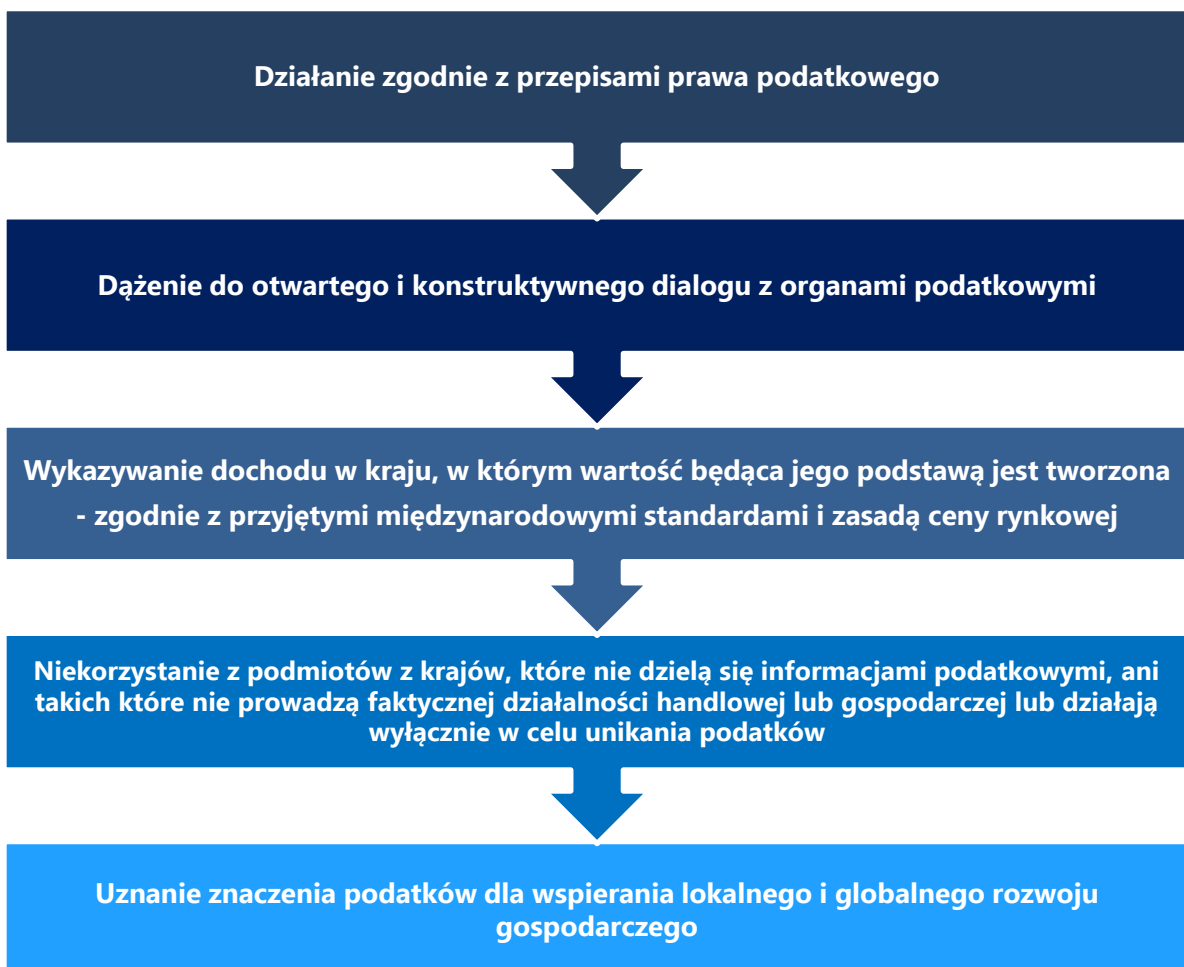 Działanie zgodnie z przepisami prawa podatkowego
Dążenie do otwartego i konstruktywnego dialogu z organami podatkowymi
Wykazywanie dochodu w kraju, w którym wartość będąca jego podstawą jest tworzona
- zgodnie z przyjętymi międzynarodowymi standardami i zasadą ceny rynkowej
Niekorzystanie z podmiotów z krajów, które nie dzielą się informacjami podatkowymi, ani
takich które nie prowadzą faktycznej działalności handlowej lub gospodarczej lub działają
wyłącznie w celu unikania podatków
Uznanie znaczenia podatków dla wspierania lokalnego i globalnego rozwoju
gospodarczego